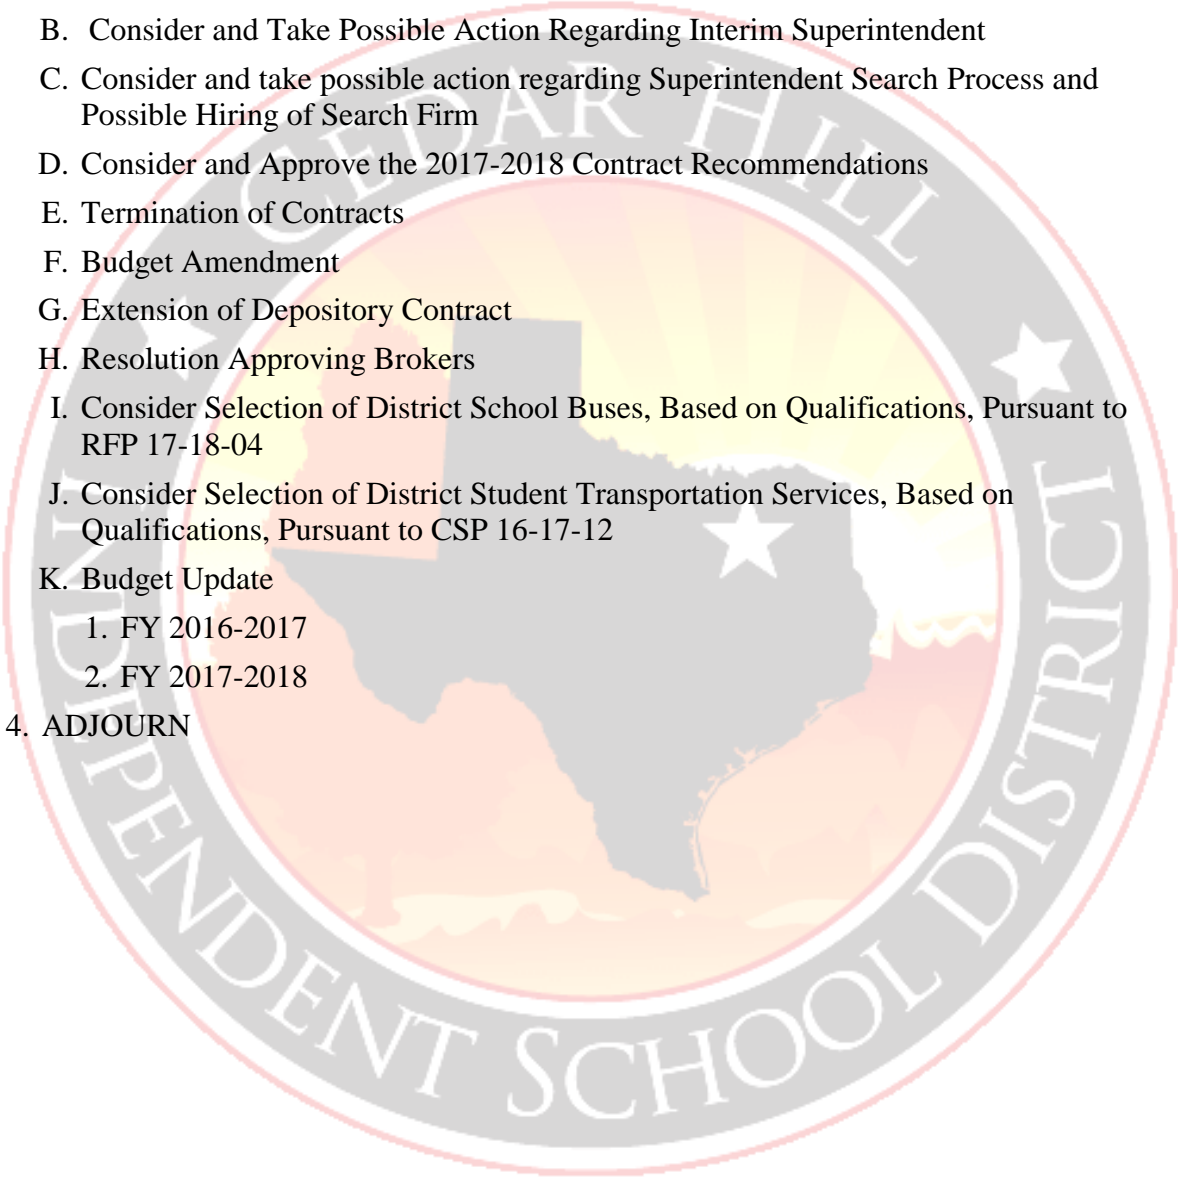 B. Consider and Take Possible Action Regarding Interim Superintendent
C. Consider and take possible action regarding Superintendent Search Process and
Possible Hiring of Search Firm
D. Consider and Approve the 2017-2018 Contract Recommendations
E. Termination of Contracts
F. Budget Amendment
G. Extension of Depository Contract
H. Resolution Approving Brokers
I. Consider Selection of District School Buses, Based on Qualifications, Pursuant to
RFP 17-18-04
J. Consider Selection of District Student Transportation Services, Based on
Qualifications, Pursuant to CSP 16-17-12
K. Budget Update
1. FY 2016-2017
2. FY 2017-2018
4. ADJOURN
CEDAR HILL
INDEPENDENT SCHOOL DISTRICT